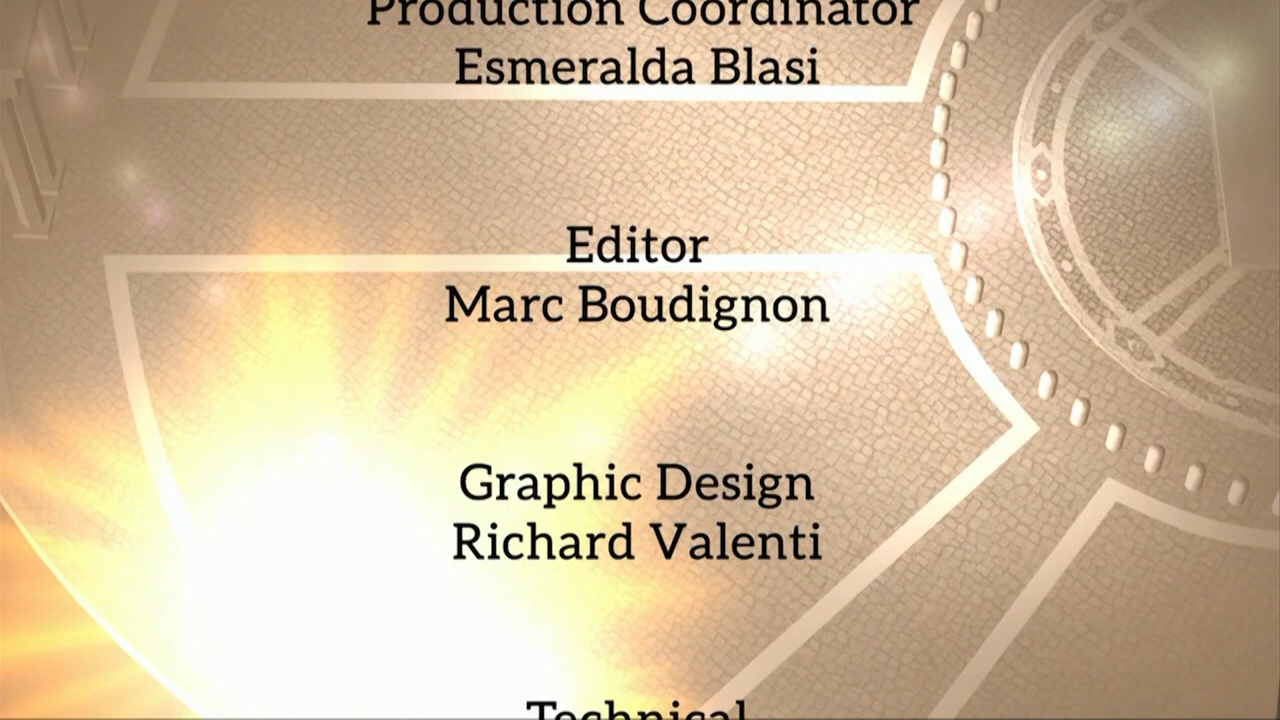 Production Coordinator
Esmeralda Blasi
Editor
Marc Boudignon
Graphic Design
Richard Valenti
Technical